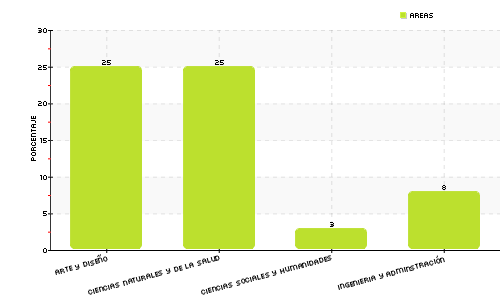 AREAS
PORCENTAJE
30
25
20
15
10
5
0
25
25
3
8
ARTE Y DISEÑO
CIENCIAS NATURALES Y DE LA SALUD
CIENCIAS SOCIALES Y HUMANIDADES
INGENIERIA Y ADMINSTRACIÓN